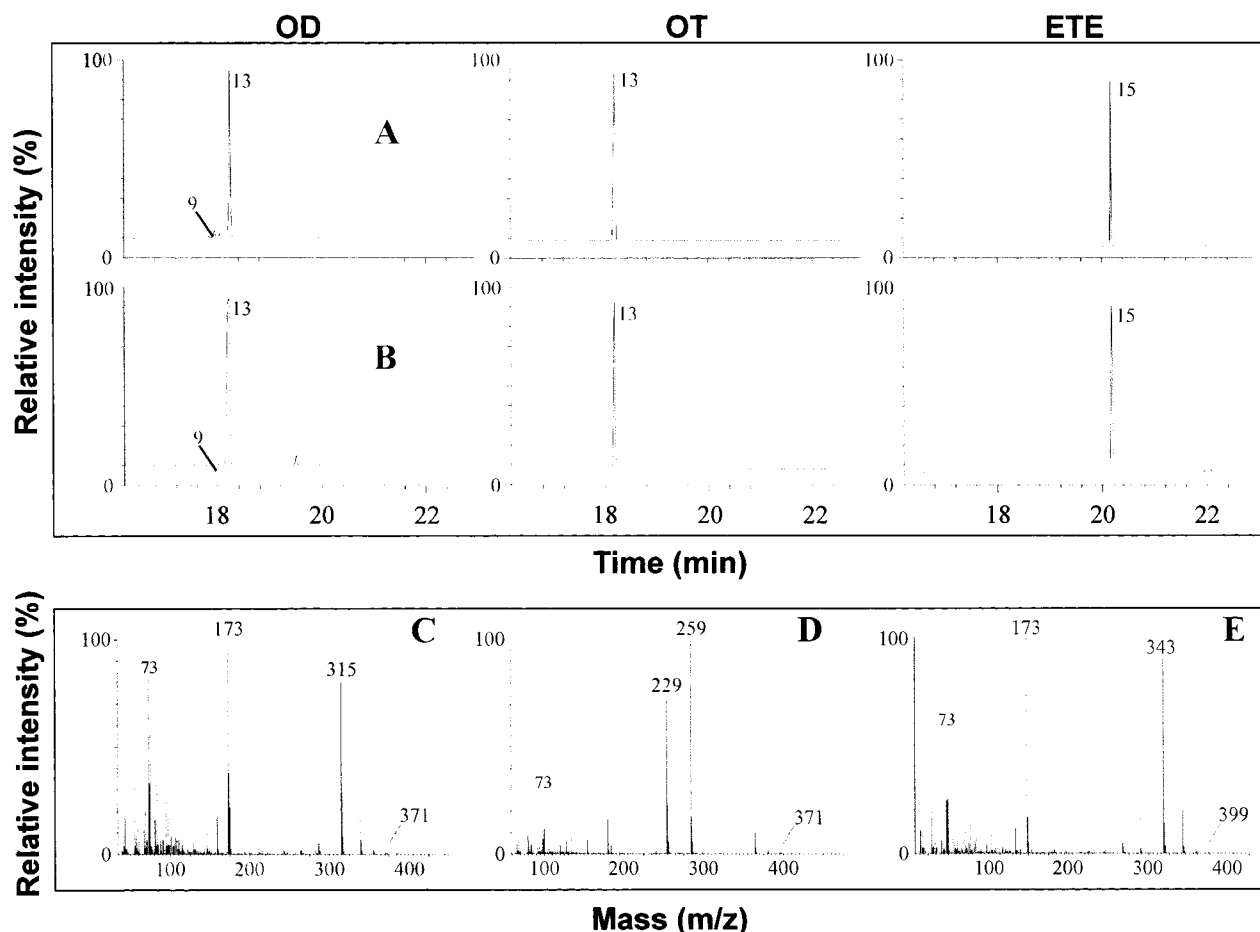 OD OT ETE
Relative intensity (%)
100 13 A 9 0
100 13 0
100 15 0
100 13 B 9 0
100 13 0
100 15 0
18 20 22 18 20 22 18 20 22
Time (min)
Relative intensity (%)
100 73 173 315 371 C 0
100 73 229 259 371 D 0
100 73 173 343 399 E 0
100 200 300 400 100 200 300 400 100 200 300 400
Mass (m/z)